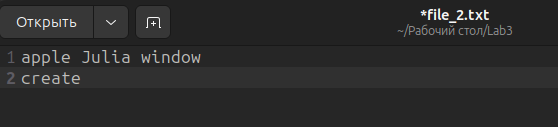 Открыть
*file_2.txt
~/Рабочий стол/Lab3
1 apple Julia window
2 create